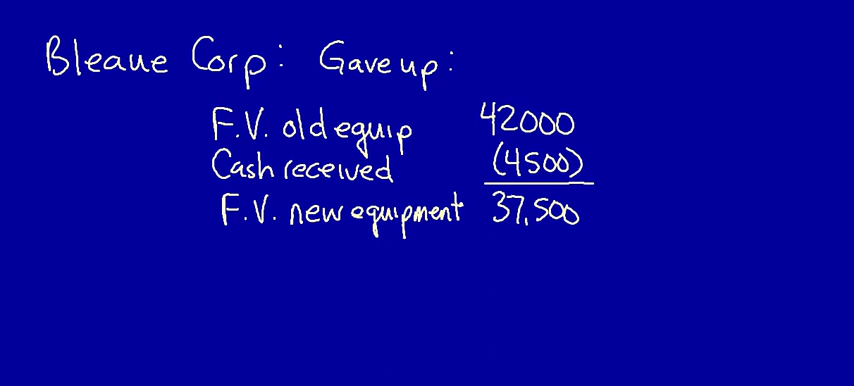 Bleaue Corp: Gave up:
F.V. old equip 42000
Cash received (4500)
F.V. new equipment 37,500